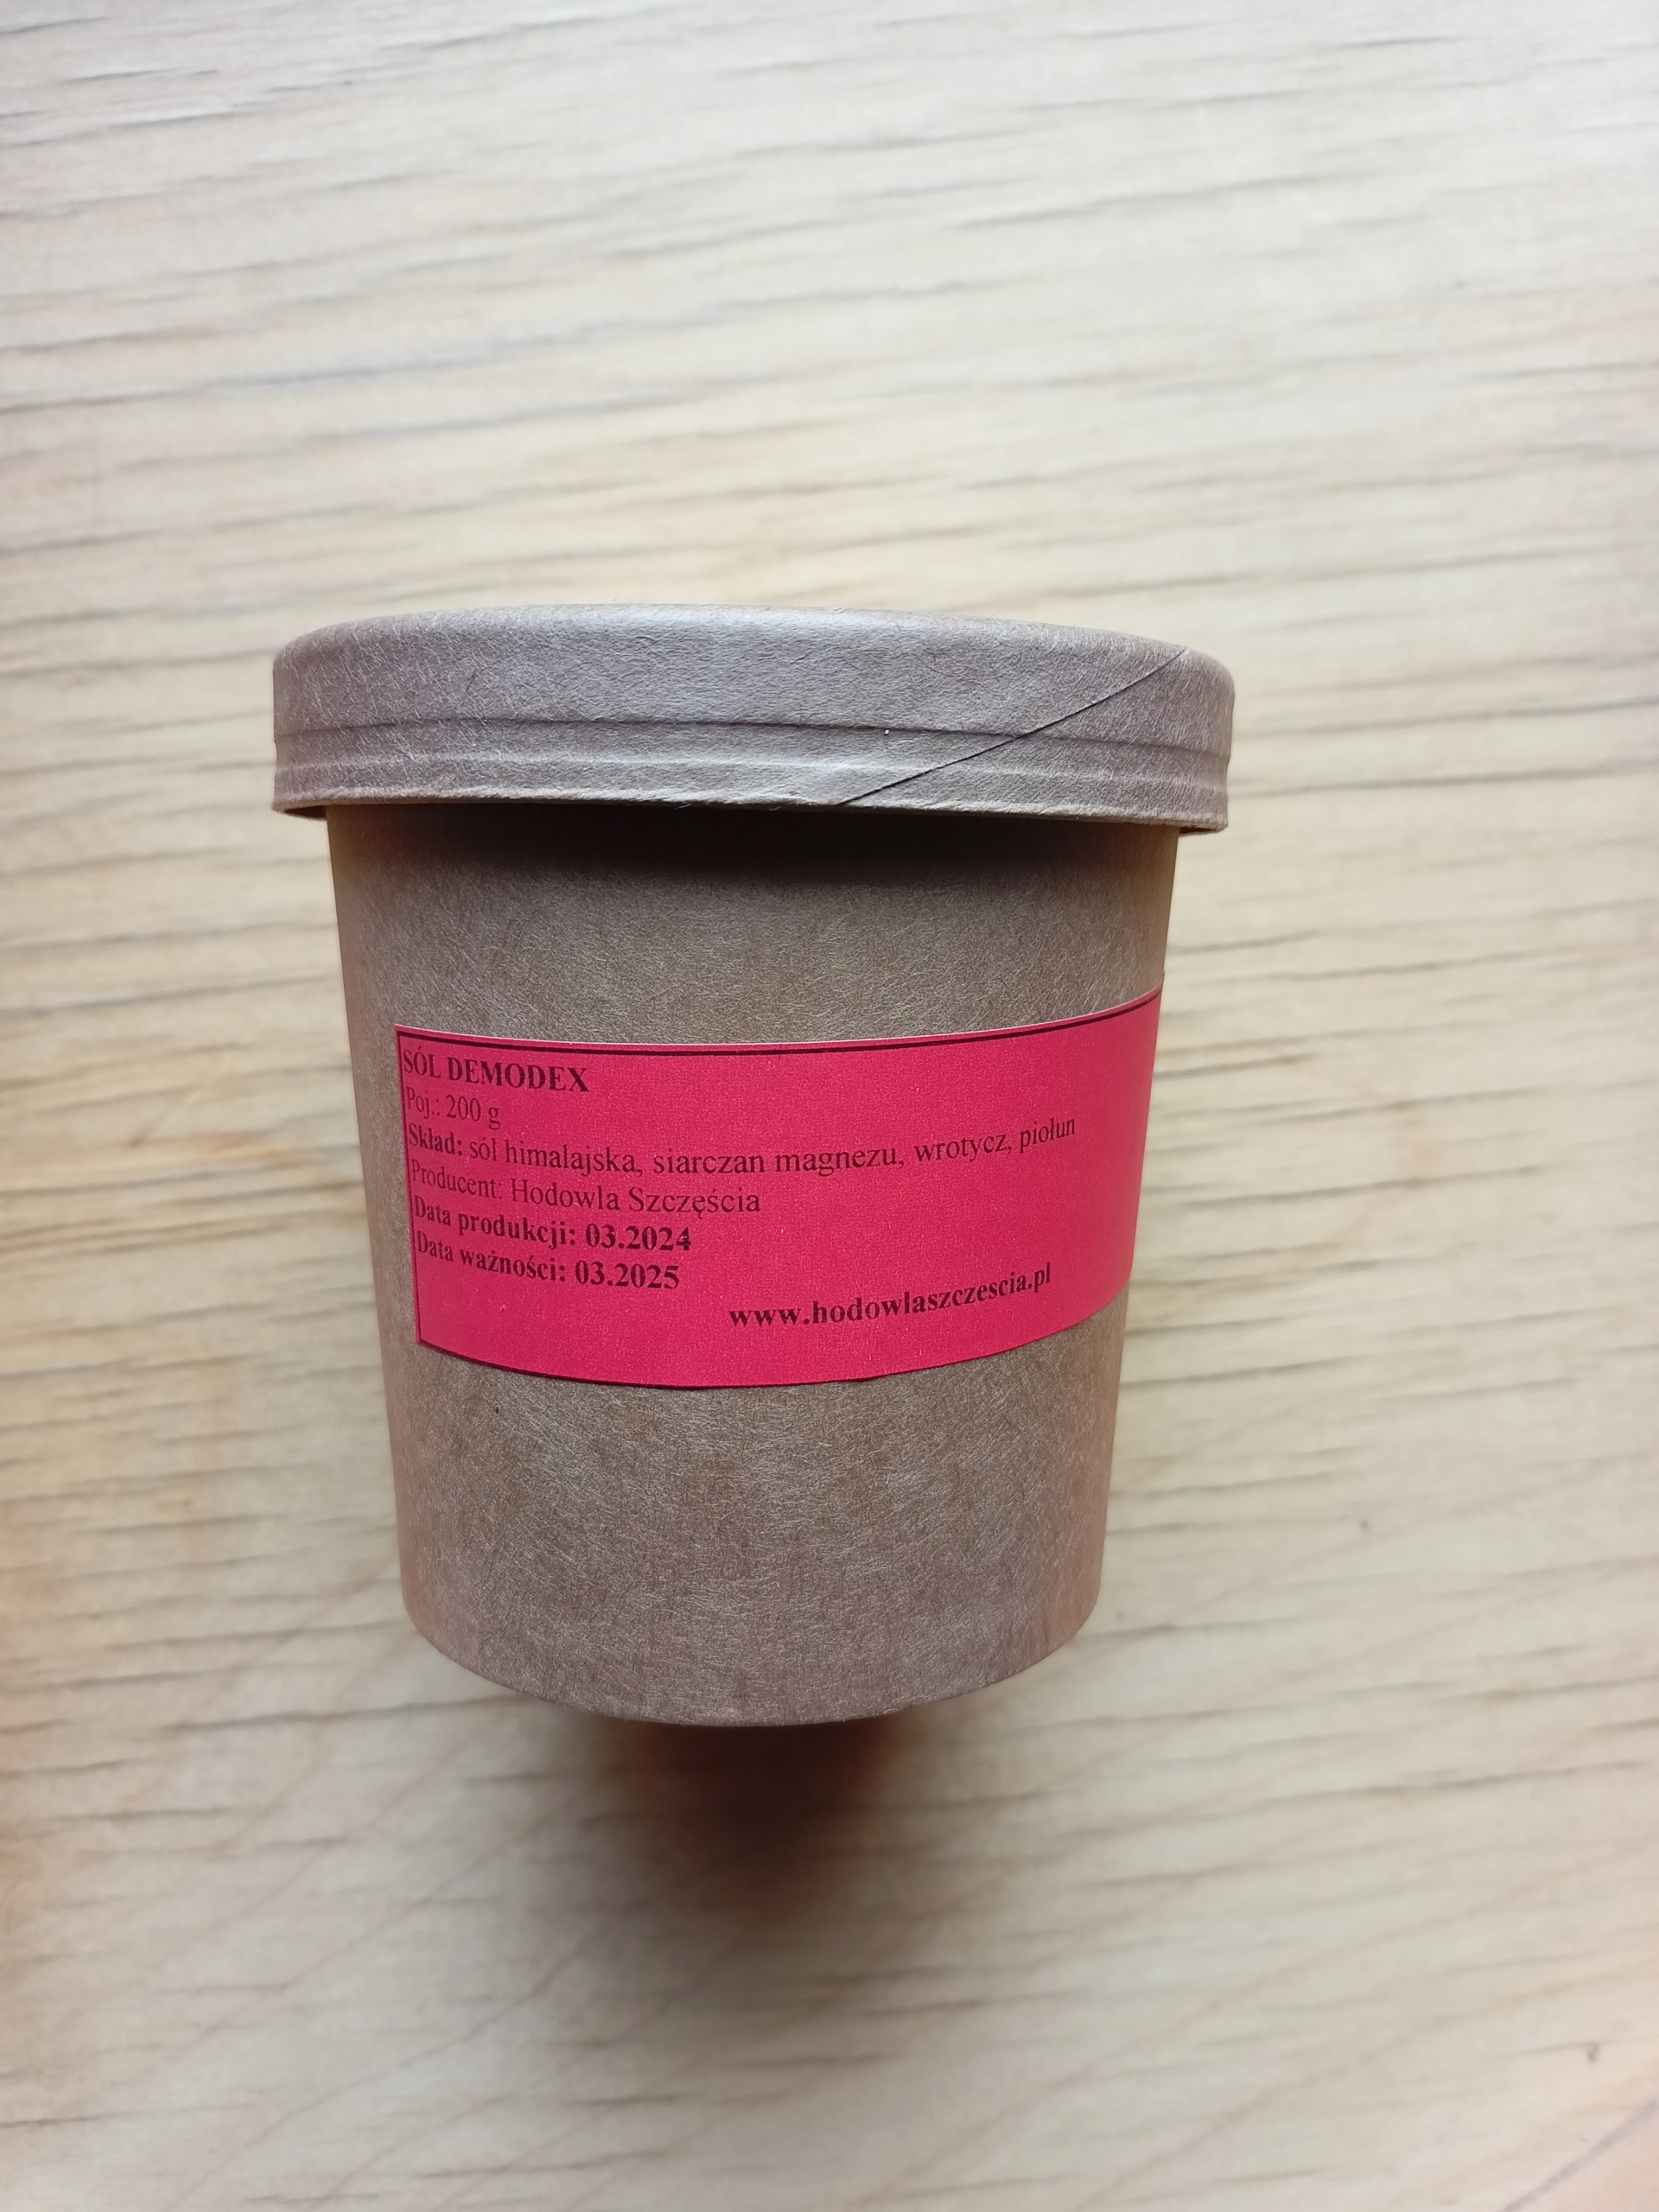 SÓL DEMODEX
Poj.: 200 g
Skład: sól himalajska, siarczan magnezu, wrotycz, piołun
Producent: Hodowla Szczęścia
Data produkcji: 03.2024
Data ważności: 03.2025
www.hodowlaszczescia.pl